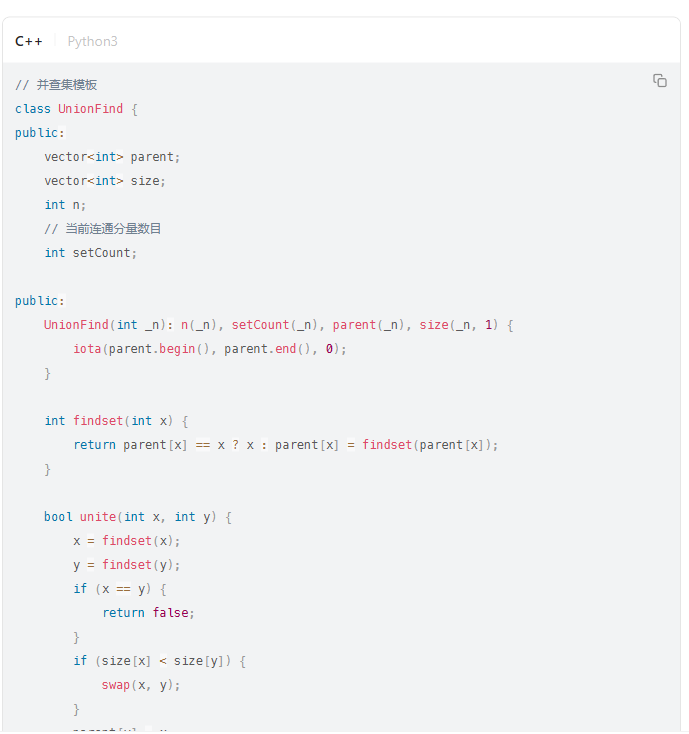 C++ Python3
// 并查集模板
class UnionFind {
public:
    vector<int> parent;
    vector<int> size;
    int n;
    // 当前连通分量数目
    int setCount;
public:
    UnionFind(int _n): n(_n), setCount(_n), parent(_n), size(_n, 1) {
        iota(parent.begin(), parent.end(), 0);
    }
    int findset(int x) {
        return parent[x] == x ? x : parent[x] = findset(parent[x]);
    }
    bool unite(int x, int y) {
        x = findset(x);
        y = findset(y);
        if (x == y) {
            return false;
        }
        if (size[x] < size[y]) {
            swap(x, y);
        }